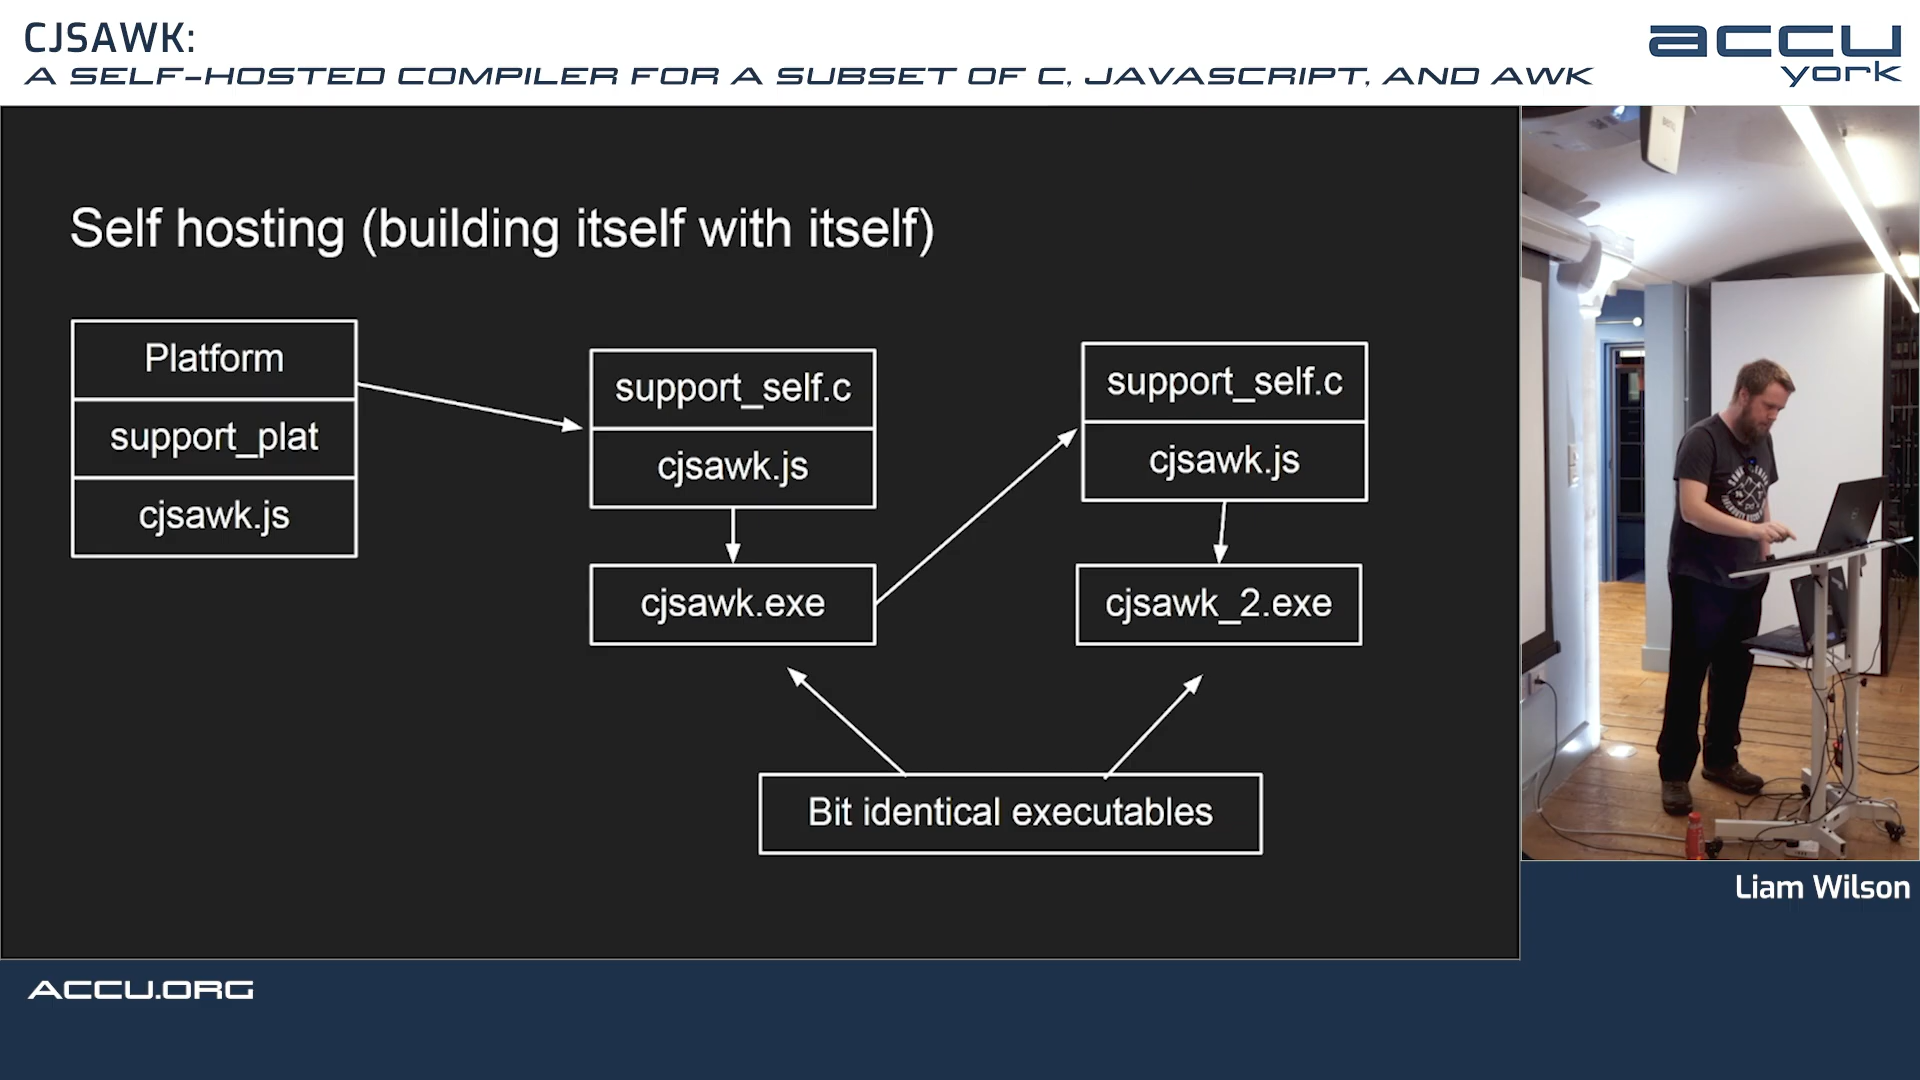 CJSAWK:
A SELF-HOSTED COMPILER FOR A SUBSET OF C, JAVASCRIPT, AND AWK
accu
york
Self hosting (building itself with itself)
Platform
support_plat
cjsawk.js
support_self.c
cjsawk.js
cjsawk.exe
support_self.c
cjsawk.js
cjsawk_2.exe
Bit identical executables
Liam Wilson
ACCU.ORG